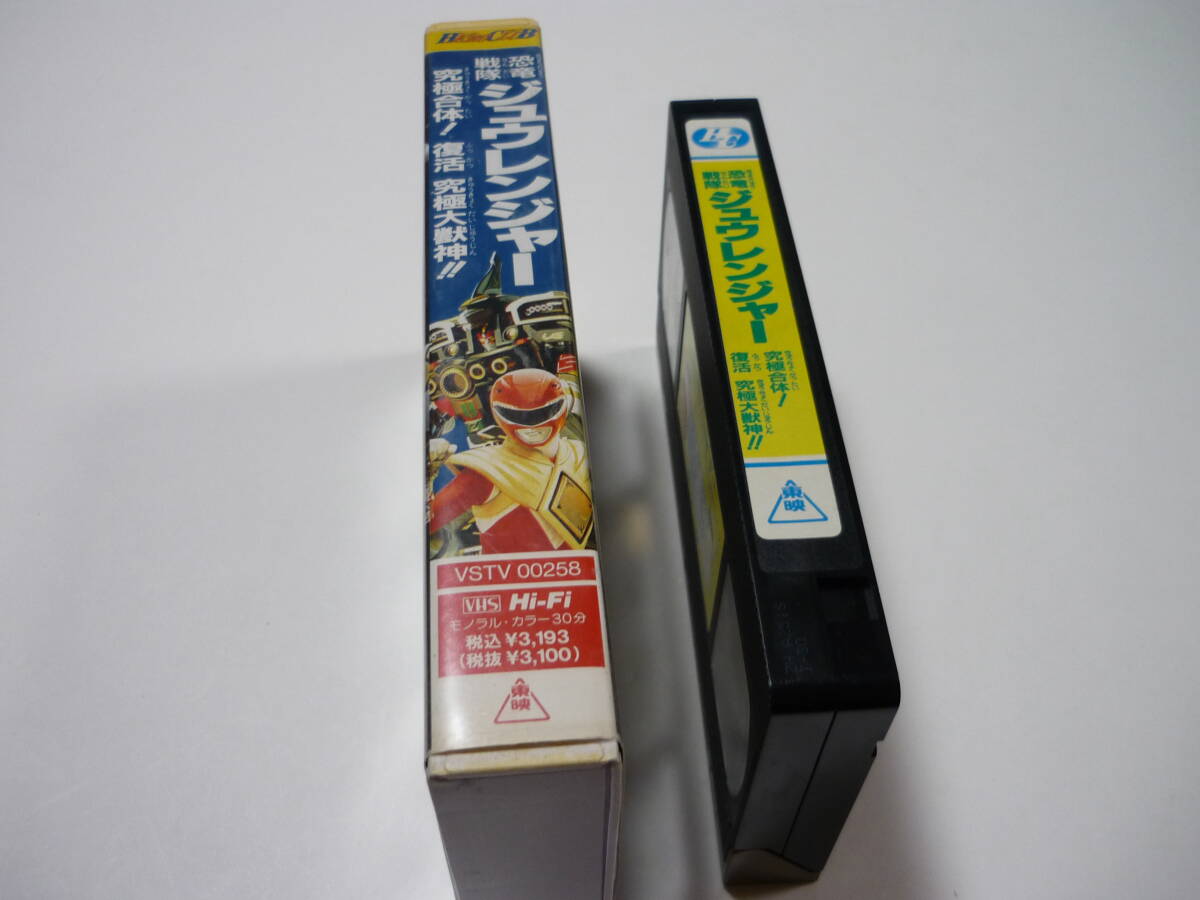 恐竜
戦隊
ジュウレンジャー
究極合体!
復活 究極大獣神!!
VSTV 00258
VHS Hi-Fi
モノラル・カラー30分
税込 ¥3,193
(税抜 ¥3,100)
東映
恐竜
戦隊
ジュウレンジャー
究極合体!
復活 究極大獣神!!
東映